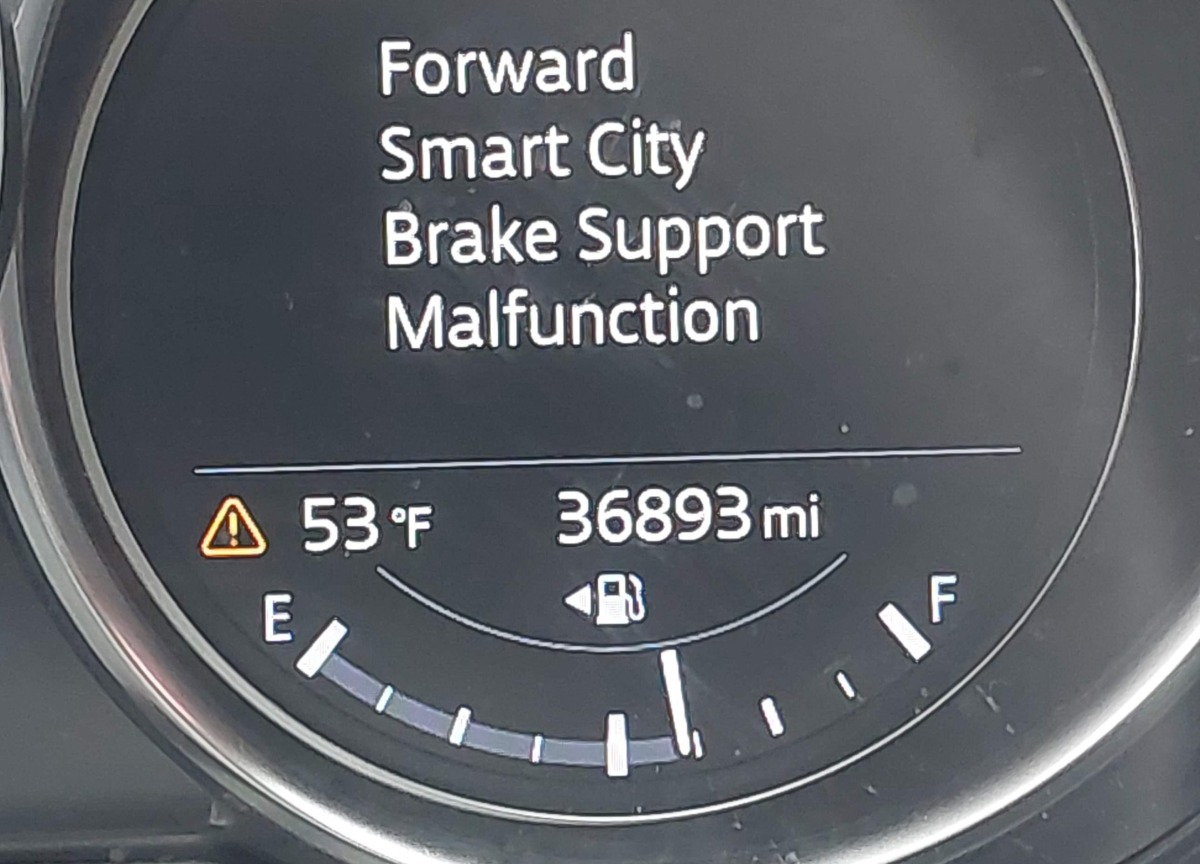 Forward
Smart City
Brake Support
Malfunction
53 °F 36893 mi
E F